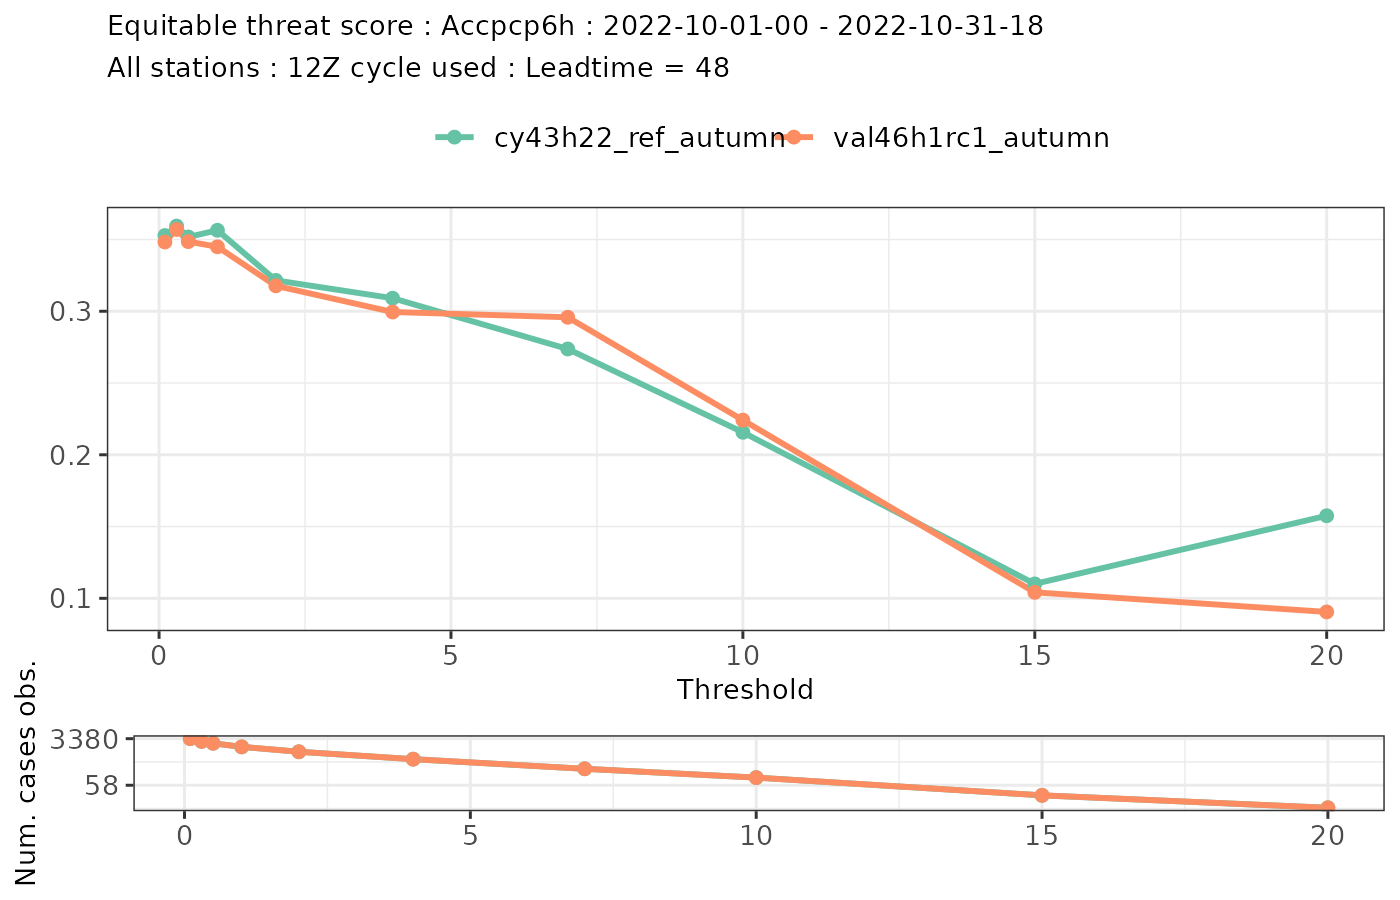 Equitable threat score : Accpcp6h : 2022-10-01-00 - 2022-10-31-18
All stations : 12Z cycle used : Leadtime = 48
cy43h22_ref_autumn val46h1rc1_autumn
0.3
0.2
0.1
0 5 10 15 20
Threshold
Num. cases obs.
3380
58
0 5 10 15 20